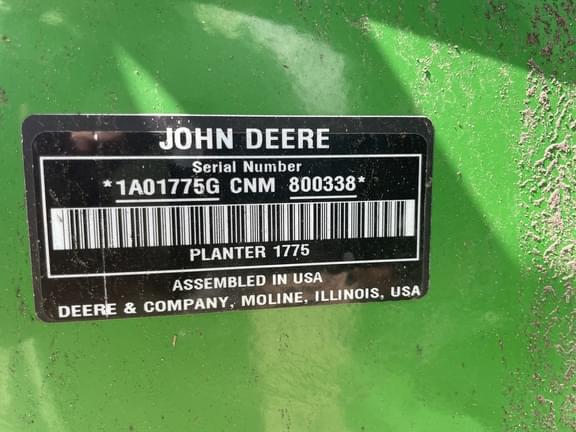 JOHN DEERE
Serial Number
*1A01775G CNM 800338*
PLANTER 1775
ASSEMBLED IN USA
DEERE & COMPANY, MOLINE, ILLINOIS, USA